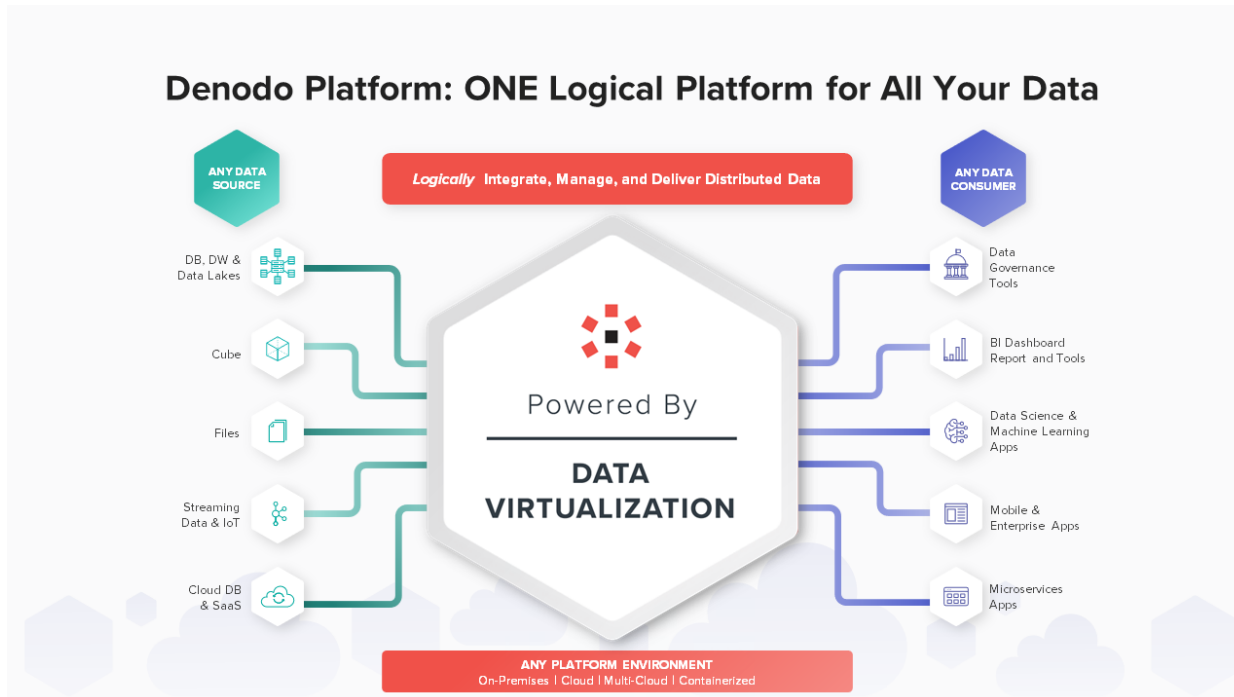 Denodo Platform: ONE Logical Platform for All Your Data
ANY DATA
SOURCE
Logically Integrate, Manage, and Deliver Distributed Data
ANY DATA
CONSUMER
DB, DW &
Data Lakes
Cube
Files
Streaming
Data & IoT
Cloud DB
& SaaS
Powered By
DATA
VIRTUALIZATION
Data
Governance
Tools
BI Dashboard
Report and Tools
Data Science &
Machine Learning
Apps
Mobile &
Enterprise Apps
Microservices
Apps
ANY PLATFORM ENVIRONMENT
On-Premises | Cloud | Multi-Cloud | Containerized